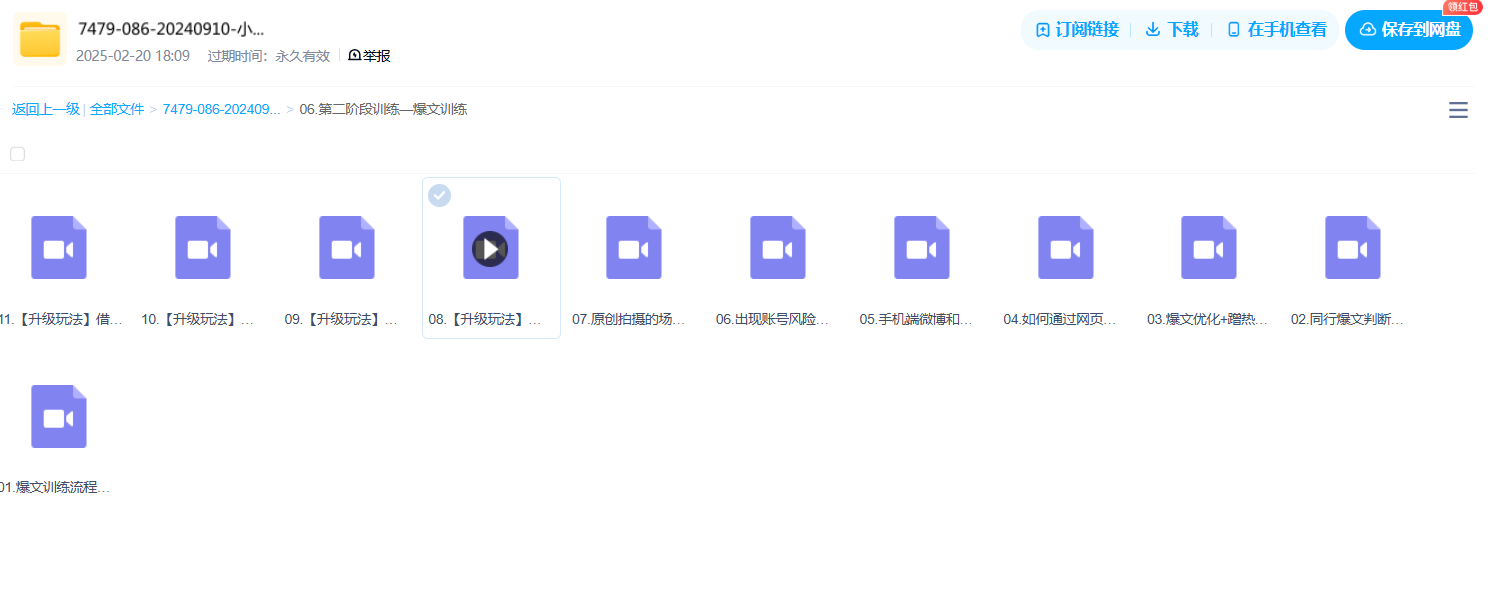 7479-086-20240910-小...
2025-02-20 18:09 过期时间：永久有效 举报
订阅链接 下载 在手机查看 保存到网盘 领红包
返回上一级 | 全部文件 > 7479-086-202409... > 06.第二阶段训练—爆文训练
11.【升级玩法】借... 10.【升级玩法】... 09.【升级玩法】... 08.【升级玩法】... 07.原创拍摄的场... 06.出现账号风险... 05.手机端微博和... 04.如何通过网页... 03.爆文优化+蹭热... 02.同行爆文判断...
01.爆文训练流程...